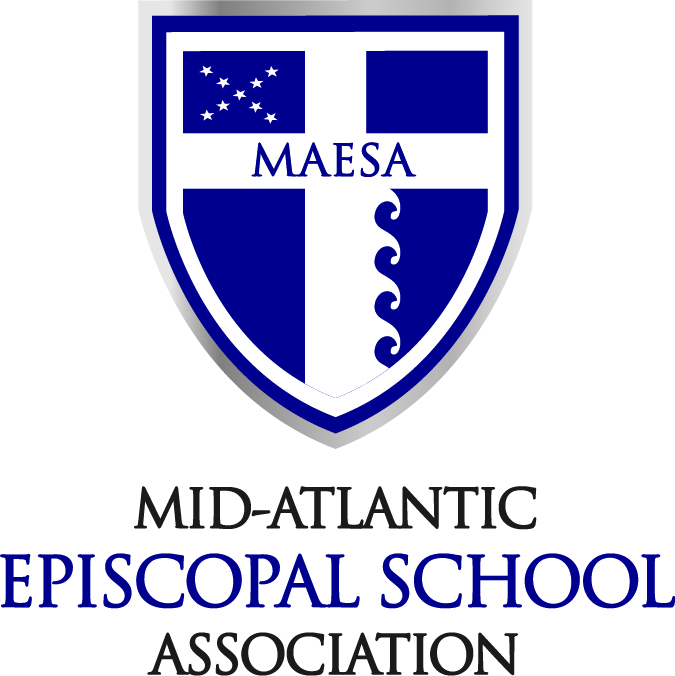 MAESA
MID-ATLANTIC
EPISCOPAL SCHOOL
ASSOCIATION